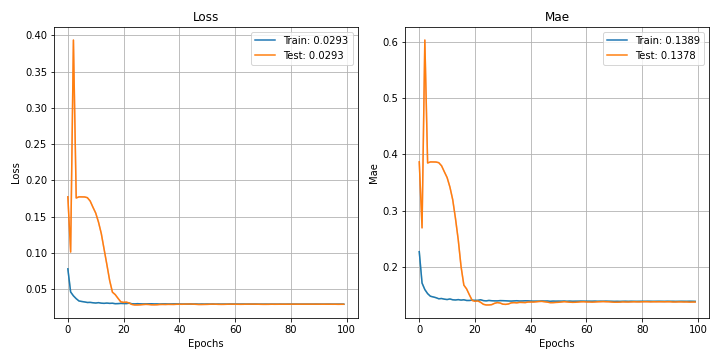 Loss
Train: 0.0293
Test: 0.0293
0.40
0.35
0.30
0.25
0.20
0.15
0.10
0.05
Loss
0 20 40 60 80 100
Epochs
Mae
Train: 0.1389
Test: 0.1378
0.6
0.5
0.4
0.3
0.2
Mae
0 20 40 60 80 100
Epochs